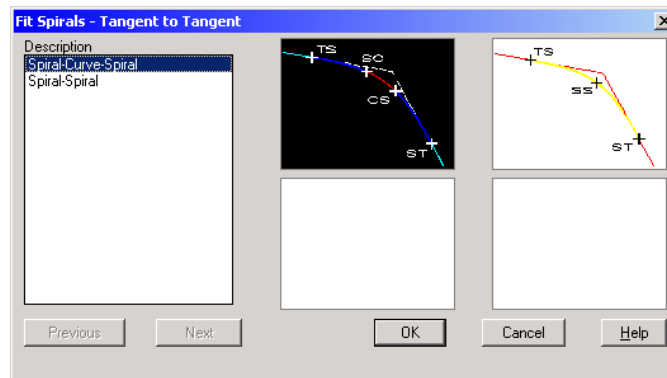 Fit Spirals - Tangent to Tangent
Description
Spiral-Curve-Spiral
Spiral-Spiral
TS
SC
CS
ST
TS
SS
ST
Previous
Next
OK
Cancel
Help